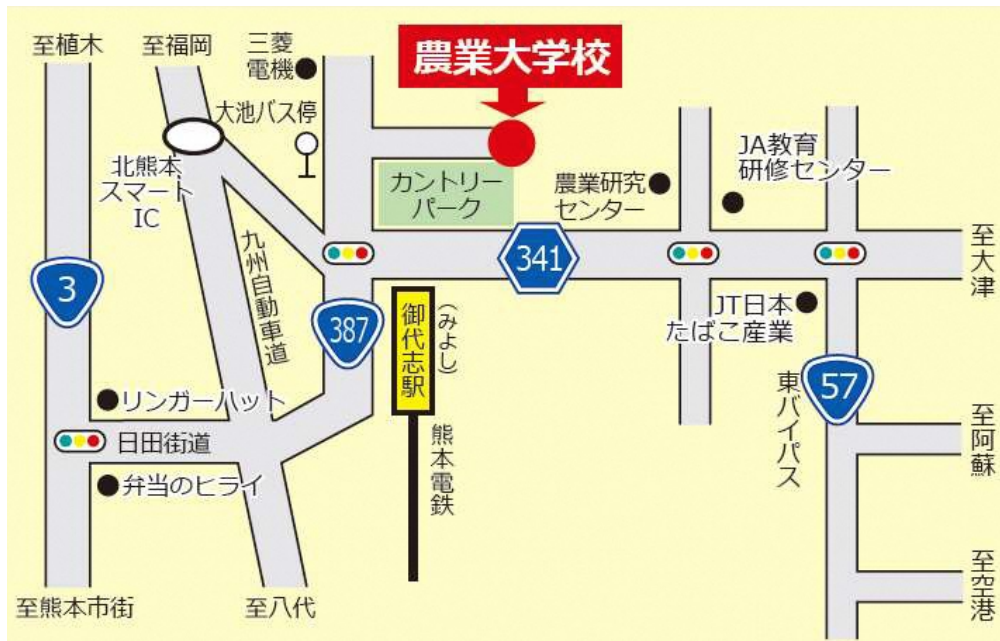 至植木
至福岡
三菱
電機
農業大学校
大池バス停
北熊本
スマート
IC
カントリー
パーク
農業研究
センター
JA教育
研修センター
九州自動車道
341
至大津
3
387
御代志駅
(みよし)
JT日本
たばこ産業
57
東バイパス
リンガーハット
日田街道
弁当のヒライ
熊本電鉄
至阿蘇
至空港
至熊本市街
至八代